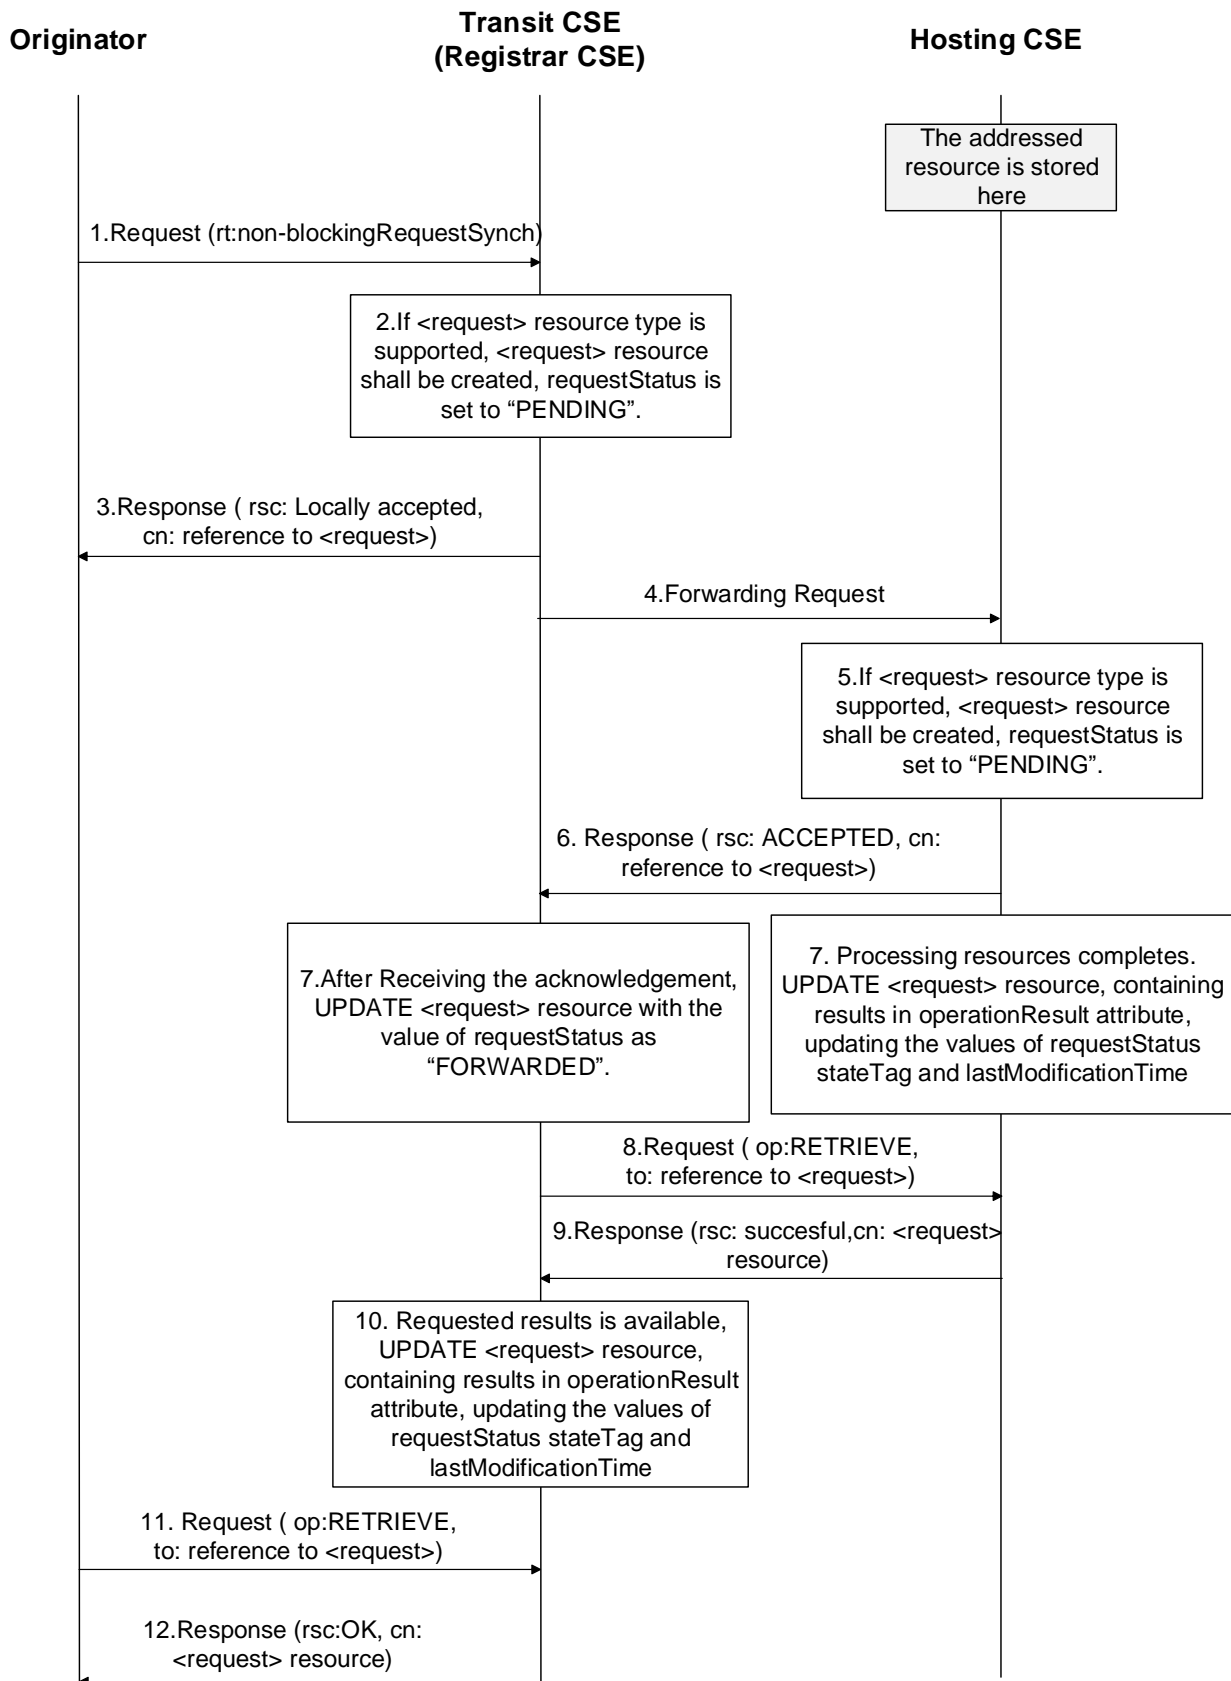 Originator
Transit CSE
(Registrar CSE)
Hosting CSE
The addressed
resource is stored
here
1.Request (rt:non-blockingRequestSynch)
2.If <request> resource type is
supported, <request> resource
shall be created, requestStatus is
set to “PENDING”.
3.Response ( rsc: Locally accepted,
cn: reference to <request>)
4.Forwarding Request
5.If <request> resource type is
supported, <request> resource
shall be created, requestStatus is
set to “PENDING”.
6. Response ( rsc: ACCEPTED, cn:
reference to <request>)
7.After Receiving the acknowledgement,
UPDATE <request> resource with the
value of requestStatus as
“FORWARDED”.
7. Processing resources completes.
UPDATE <request> resource, containing
results in operationResult attribute,
updating the values of requestStatus
stateTag and lastModificationTime
8.Request ( op:RETRIEVE,
to: reference to <request>)
9.Response (rsc: succesful,cn: <request>
resource)
10. Requested results is available,
UPDATE <request> resource,
containing results in operationResult
attribute, updating the values of
requestStatus stateTag and
lastModificationTime
11. Request ( op:RETRIEVE,
to: reference to <request>)
12.Response (rsc:OK, cn:
<request> resource)